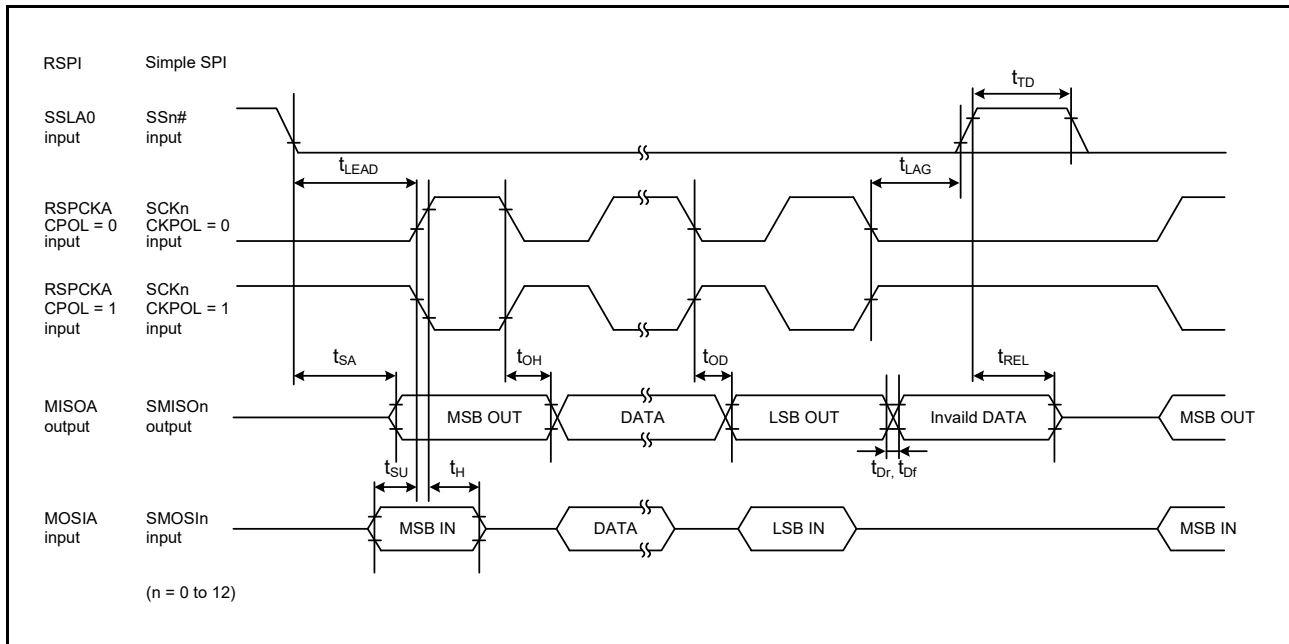 RSPI Simple SPI
tTD
SSLA0 SSn#
input input
tLEAD tLAG
RSPCKA SCKn
CPOL = 0 CKPOL = 0
input input
RSPCKA SCKn
CPOL = 1 CKPOL = 1
input input
tSA tOH tOD tREL
MISOA SMISOn
output output
MSB OUT DATA LSB OUT Invaild DATA MSB OUT
tSU tH tDr, tDf
MOSIA SMOSIn
input input
MSB IN DATA LSB IN MSB IN
(n = 0 to 12)